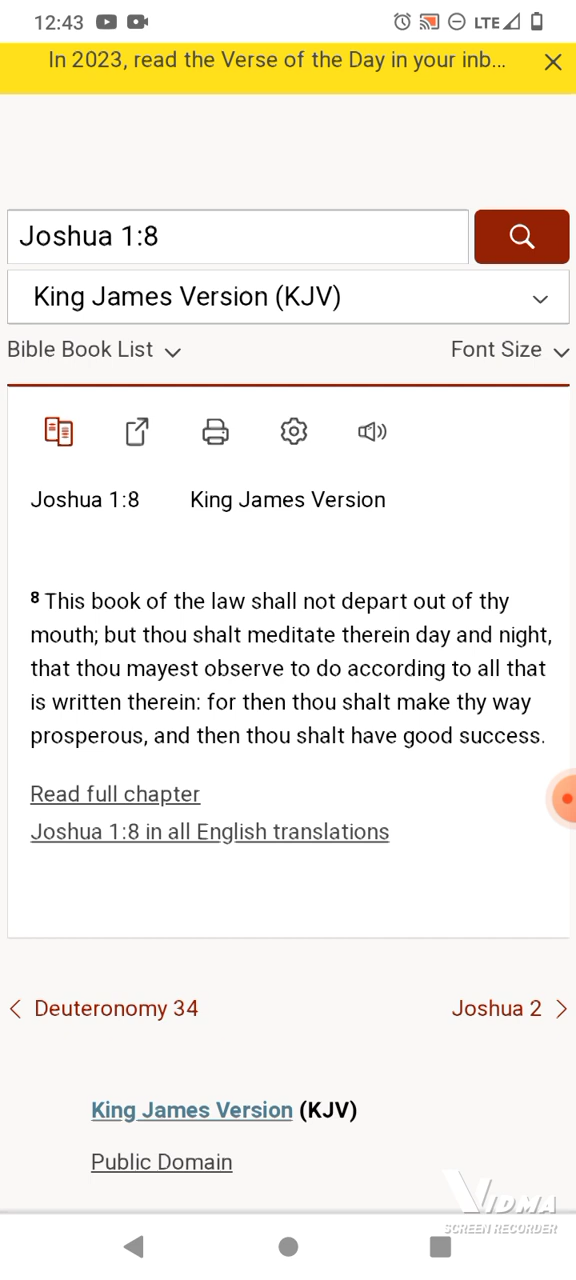 12:43 LTE
In 2023, read the Verse of the Day in your inb...
Joshua 1:8
King James Version (KJV)
Bible Book List Font Size
Joshua 1:8 King James Version
8 This book of the law shall not depart out of thy
mouth; but thou shalt meditate therein day and night,
that thou mayest observe to do according to all that
is written therein: for then thou shalt make thy way
prosperous, and then thou shalt have good success.
Read full chapter
Joshua 1:8 in all English translations
Deuteronomy 34 Joshua 2
King James Version (KJV)
Public Domain
VIDMA
SCREEN RECORDER